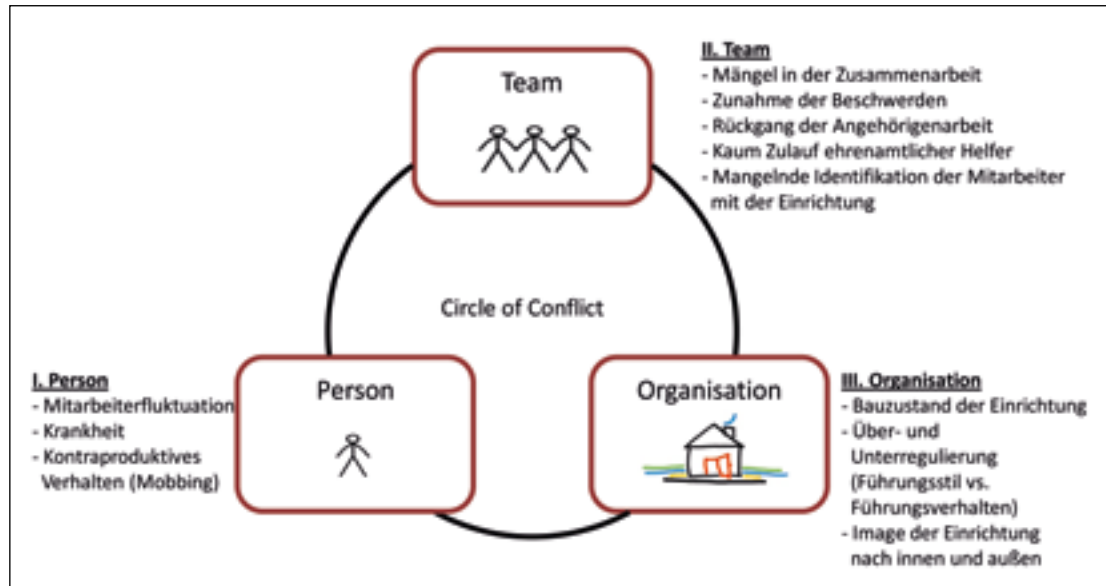 Team
II. Team
- Mängel in der Zusammenarbeit
- Zunahme der Beschwerden
- Rückgang der Angehörigenarbeit
- Kaum Zulauf ehrenamtlicher Helfer
- Mangelnde Identifikation der Mitarbeiter
mit der Einrichtung
Circle of Conflict
I. Person
- Mitarbeiterfluktuation
- Krankheit
- Kontraproduktives
Verhalten (Mobbing)
Person
Organisation
III. Organisation
- Bauzustand der Einrichtung
- Über- und
Unterregulierung
(Führungsstil vs.
Führungsverhalten)
- Image der Einrichtung
nach innen und außen